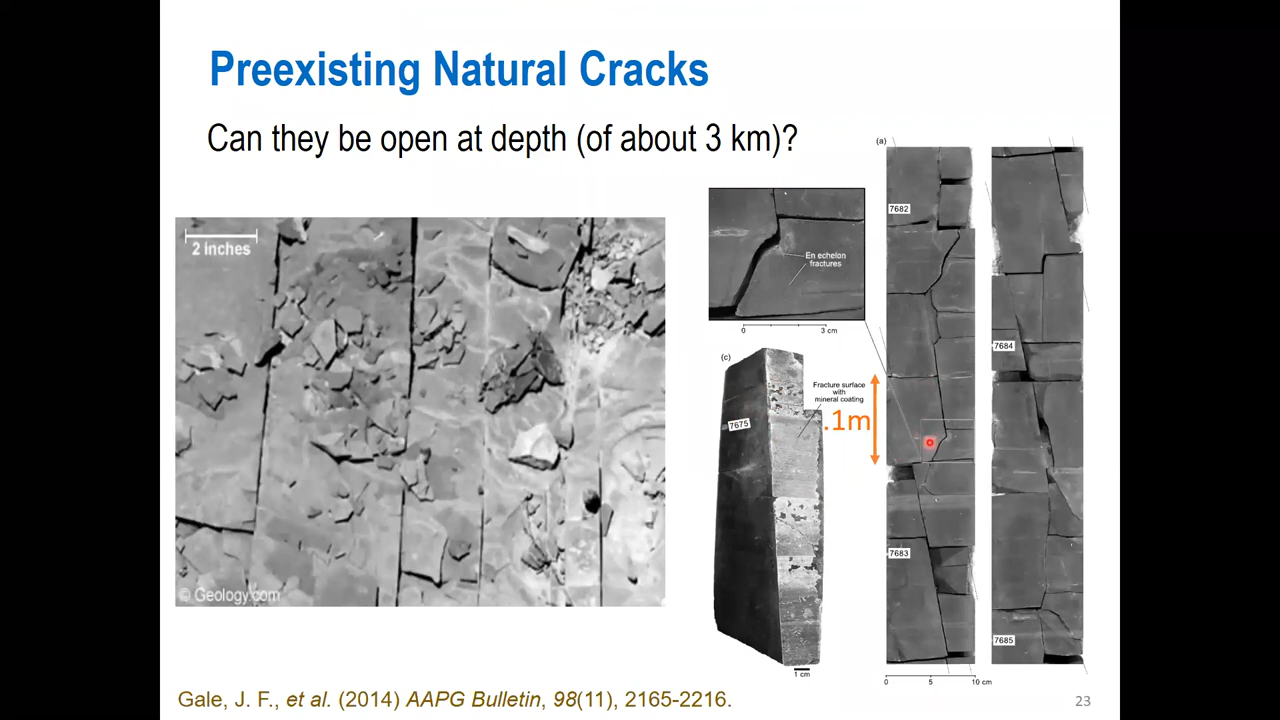 Preexisting Natural Cracks
Can they be open at depth (of about 3 km)?
2 inches
© Geology.com
En echelon
fractures
0 3 cm
(c)
Fracture surface
with
mineral coating
7675
.1m
1 cm
(a)
7682
7683
0 5 10 cm
7684
7685
Gale, J. F., et al. (2014) AAPG Bulletin, 98(11), 2165-2216.
23